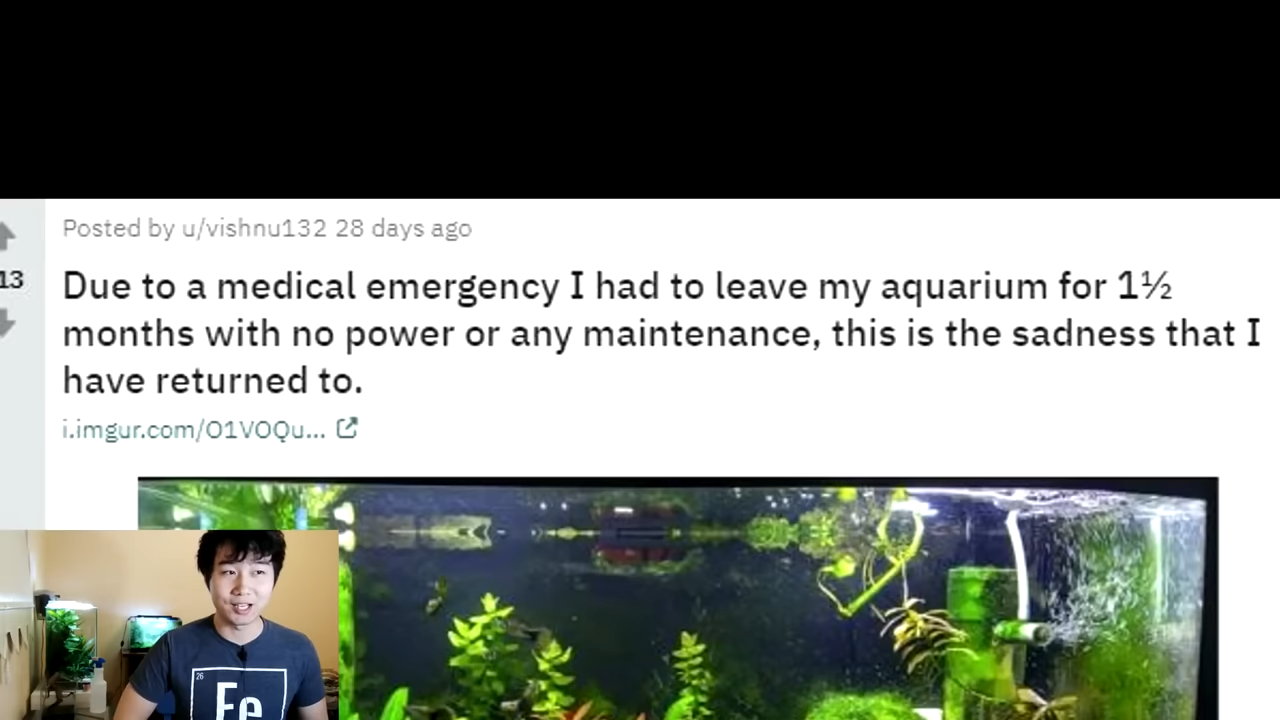 Posted by u/vishnu132 28 days ago
13
Due to a medical emergency I had to leave my aquarium for 1½
months with no power or any maintenance, this is the sadness that I
have returned to.
i.imgur.com/O1VOQu...
26
Fe